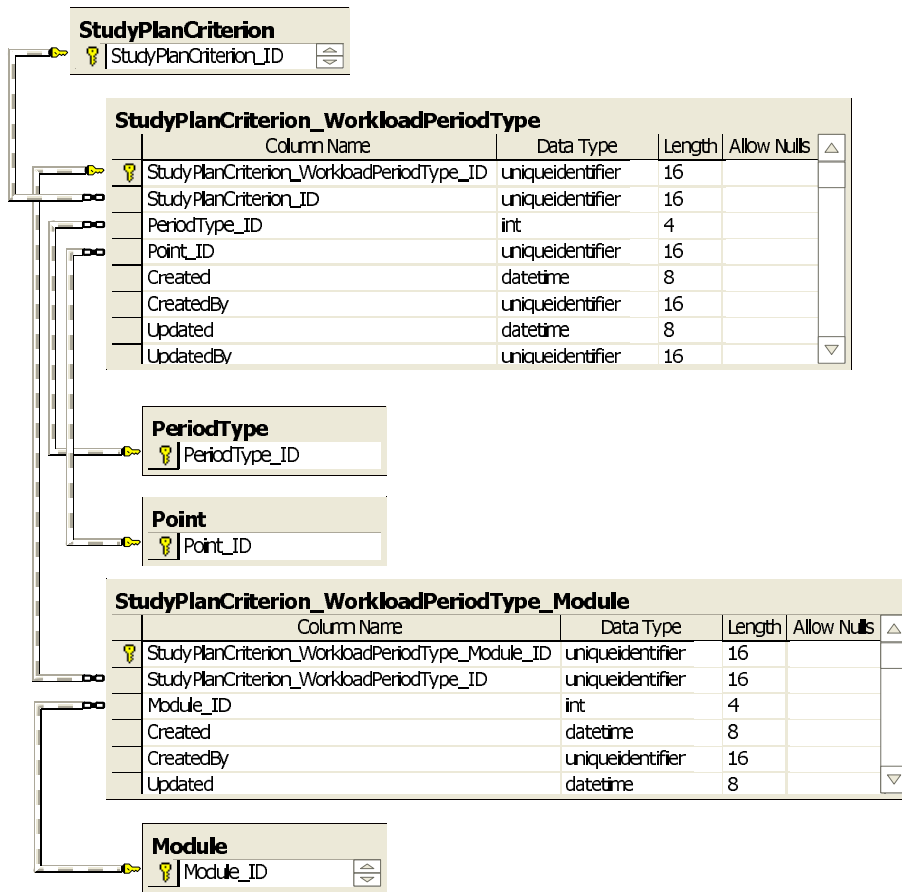 StudyPlanCriterion
StudyPlanCriterion_ID
StudyPlanCriterion_WorkloadPeriodType
Column Name Data Type Length Allow Nulls
StudyPlanCriterion_WorkloadPeriodType_ID uniqueidentifier 16
StudyPlanCriterion_ID uniqueidentifier 16
PeriodType_ID int 4
Point_ID uniqueidentifier 16
Created datetime 8
CreatedBy uniqueidentifier 16
Updated datetime 8
UpdatedBy uniqueidentifier 16
PeriodType
PeriodType_ID
Point
Point_ID
StudyPlanCriterion_WorkloadPeriodType_Module
Column Name Data Type Length Allow Nulls
StudyPlanCriterion_WorkloadPeriodType_Module_ID uniqueidentifier 16
StudyPlanCriterion_WorkloadPeriodType_ID uniqueidentifier 16
Module_ID int 4
Created datetime 8
CreatedBy uniqueidentifier 16
Updated datetime 8
Module
Module_ID